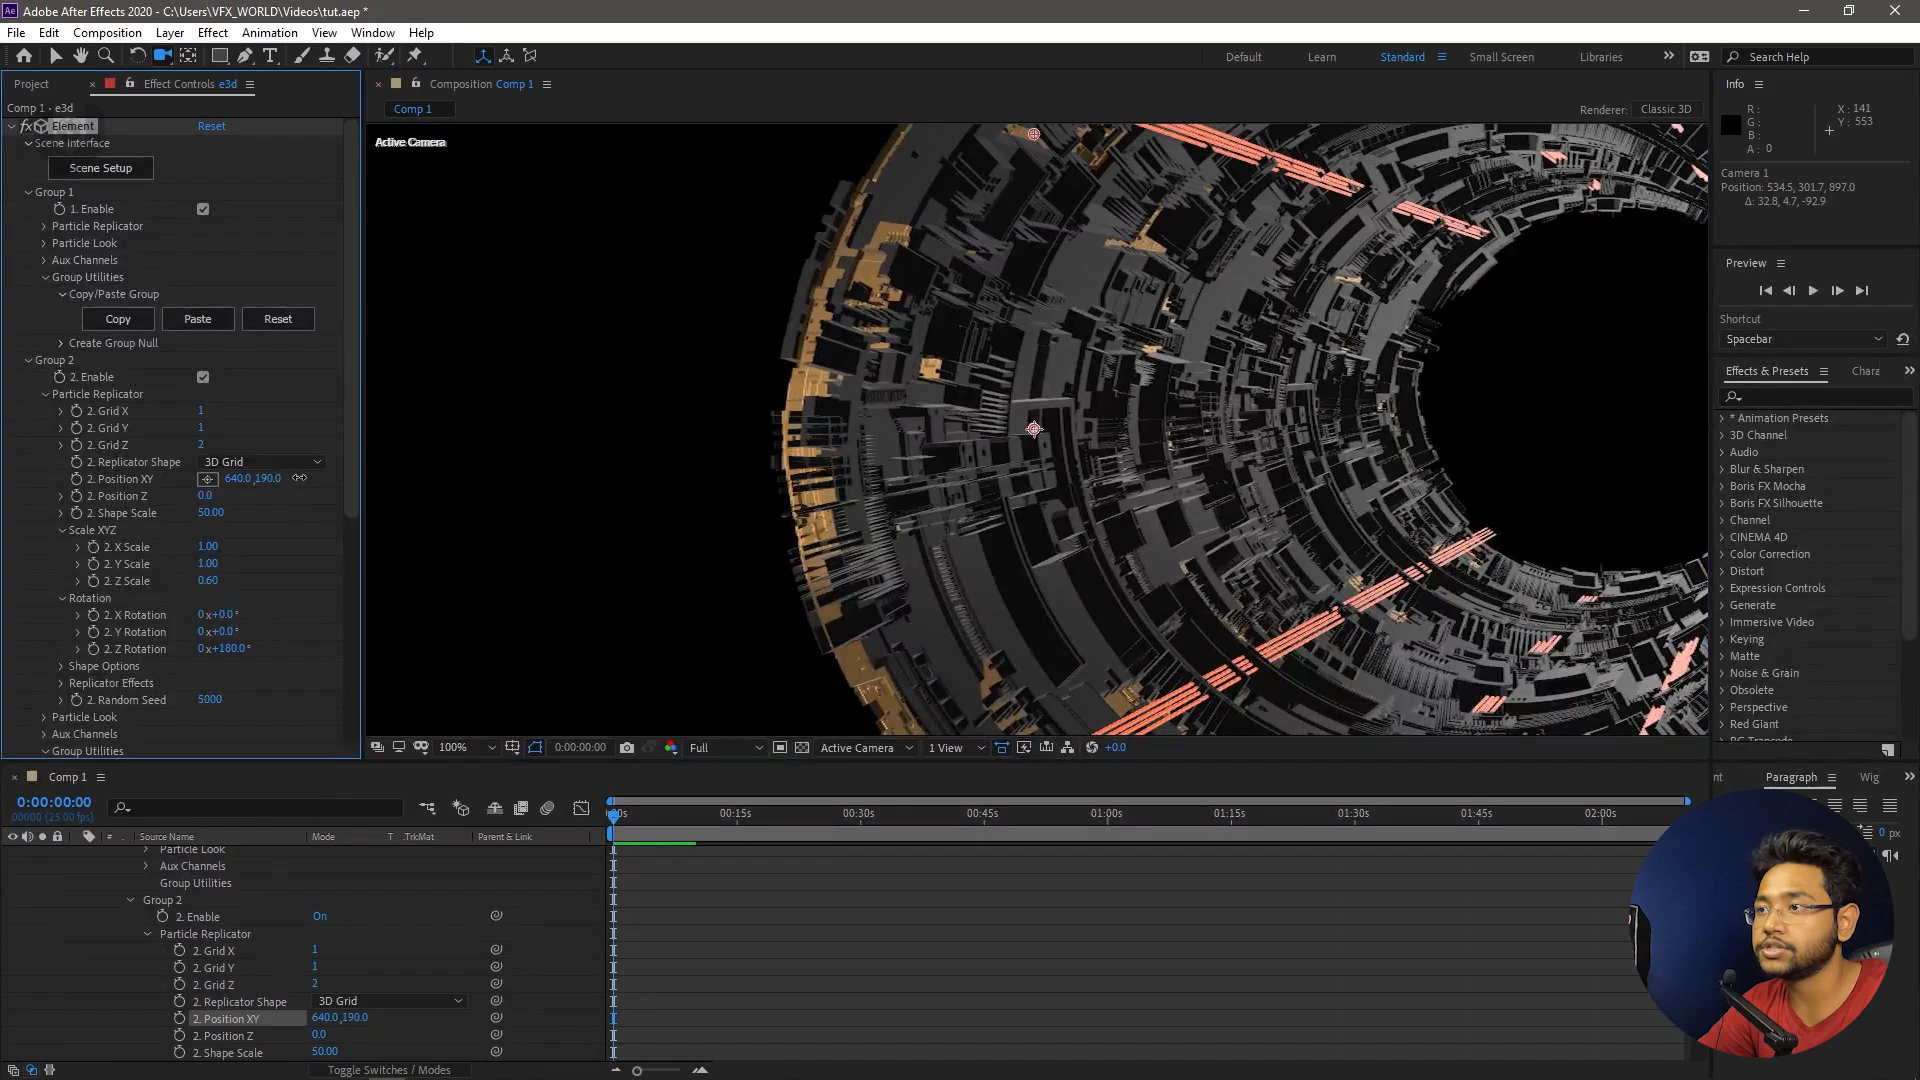 Adobe After Effects 2020 - C:\Users\VFX_WORLD\Videos\tut.aep *
File Edit Composition Layer Effect Animation View Window Help
Default Learn Standard Small Screen Libraries Search Help
Project Effect Controls e3d
Comp 1 · e3d
fx Element Reset
Scene Interface
Scene Setup
Group 1
1. Enable
Particle Replicator
Particle Look
Aux Channels
Group Utilities
Copy/Paste Group
Copy Paste Reset
Create Group Null
Group 2
2. Enable
Particle Replicator
2. Grid X 1
2. Grid Y 1
2. Grid Z 2
2. Replicator Shape 3D Grid
2. Position XY 640.0,190.0
2. Position Z 0.0
2. Shape Scale 50.00
Scale XYZ
2. X Scale 1.00
2. Y Scale 1.00
2. Z Scale 0.60
Rotation
2. X Rotation 0x+0.0°
2. Y Rotation 0x+0.0°
2. Z Rotation 0x+180.0°
Shape Options
Replicator Effects
2. Random Seed 5000
Particle Look
Aux Channels
Group Utilities
Composition Comp 1
Comp 1
Renderer: Classic 3D
Active Camera
100% 0:00:00:00 Full Active Camera 1 View +0.0
Info
R: X: 141
G: Y: 553
B:
A: 0
Camera 1
Position: 534.5, 301.7, 897.0
Δ: 32.8, 4.7, -92.9
Preview
Shortcut
Spacebar
Effects & Presets Chara
* Animation Presets
3D Channel
Audio
Blur & Sharpen
Boris FX Mocha
Boris FX Silhouette
Channel
CINEMA 4D
Color Correction
Distort
Expression Controls
Generate
Immersive Video
Keying
Matte
Noise & Grain
Obsolete
Perspective
Red Giant
Paragraph Wig
0 px
Comp 1
0:00:00:00
00000 (25.00 fps)
00:15s 00:30s 00:45s 01:00s 01:15s 01:30s 01:45s 02:00s
# Source Name Mode T .TrkMat Parent & Link
Particle Look
Aux Channels
Group Utilities
Group 2
2. Enable On
Particle Replicator
2. Grid X 1
2. Grid Y 1
2. Grid Z 2
2. Replicator Shape 3D Grid
2. Position XY 640.0,190.0
2. Position Z 0.0
2. Shape Scale 50.00
Toggle Switches / Modes